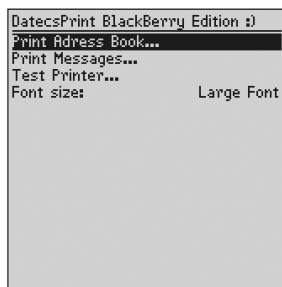 DatecsPrint BlackBerry Edition :)
Print Adress Book...
Print Messages...
Test Printer...
Font size: Large Font